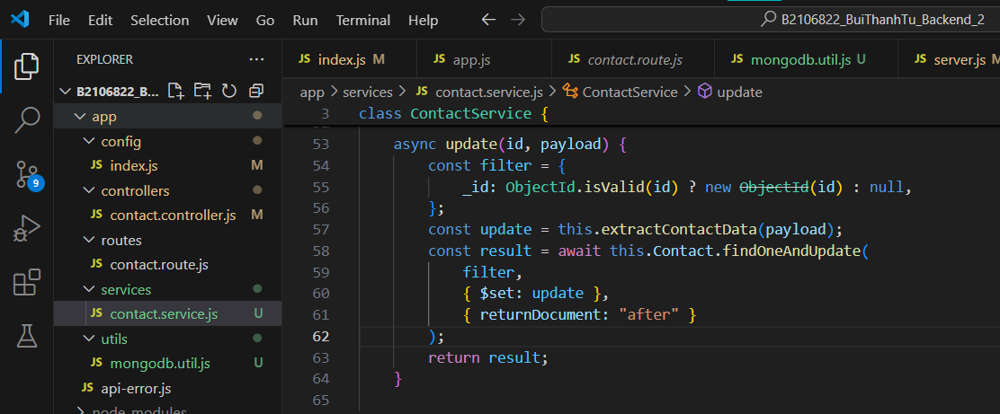 File Edit Selection View Go Run Terminal Help B2106822_BuiThanhTu_Backend_2
EXPLORER ...
JS index.js M JS app.js JS contact.route.js JS mongodb.util.js U JS server.js M
B2106822_B...
app > services > JS contact.service.js > ContactService > update
app
config
JS index.js M
controllers
JS contact.controller.js M
routes
JS contact.route.js
services
JS contact.service.js U
utils
JS mongodb.util.js U
JS api-error.js
node_modules
9
3 class ContactService {
53 async update(id, payload) {
54 const filter = {
55 _id: ObjectId.isValid(id) ? new ObjectId(id) : null,
56 };
57 const update = this.extractContactData(payload);
58 const result = await this.Contact.findOneAndUpdate(
59 filter,
60 { $set: update },
61 { returnDocument: "after" }
62 );
63 return result;
64 }
65